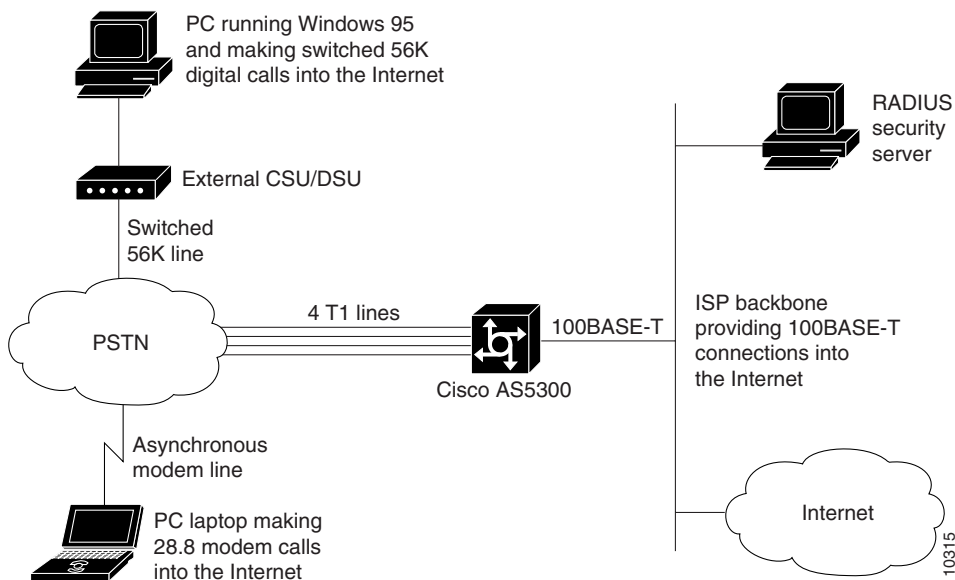 PC running Windows 95
and making switched 56K
digital calls into the Internet
RADIUS
security
server
External CSU/DSU
Switched
56K line
4 T1 lines
100BASE-T
ISP backbone
providing 100BASE-T
connections into
the Internet
PSTN
Cisco AS5300
Asynchronous
modem line
PC laptop making
28.8 modem calls
into the Internet
Internet
10315